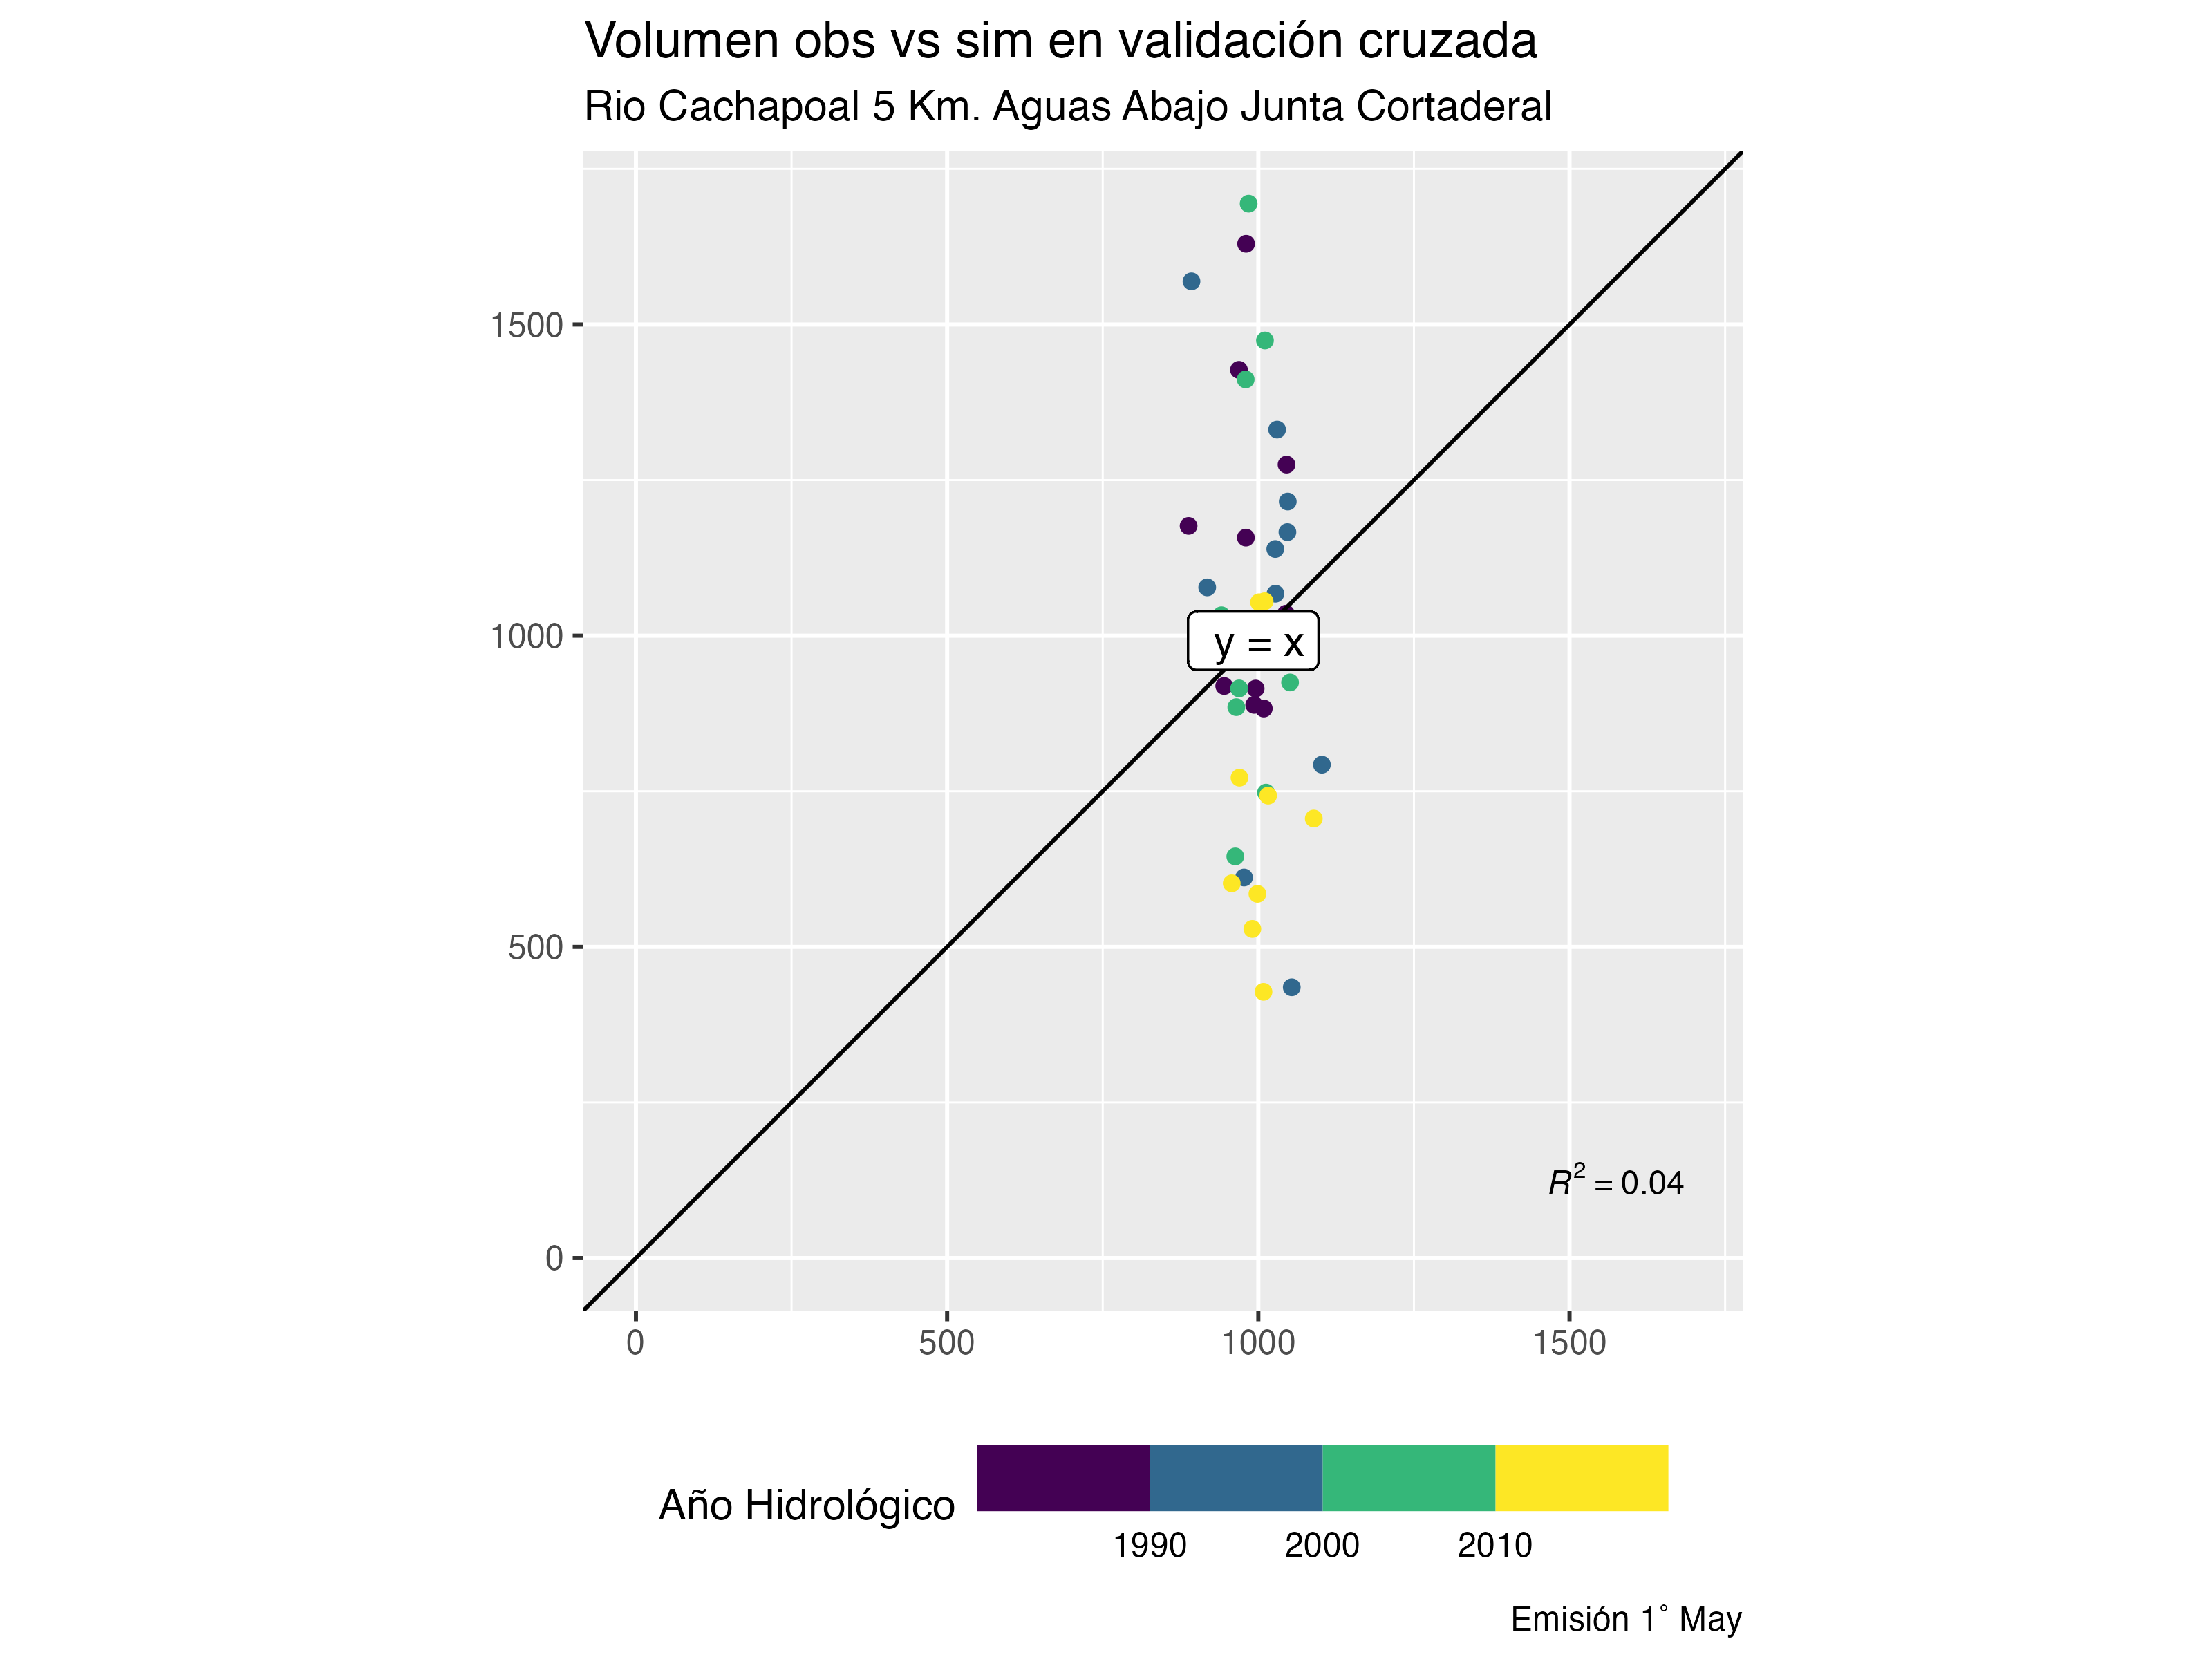 Volumen obs vs sim en validación cruzada
Rio Cachapoal 5 Km. Aguas Abajo Junta Cortaderal
1500
1000
500
0
y = x
R² = 0.04
0 500 1000 1500
Año Hidrológico
1990 2000 2010
Emisión 1° May